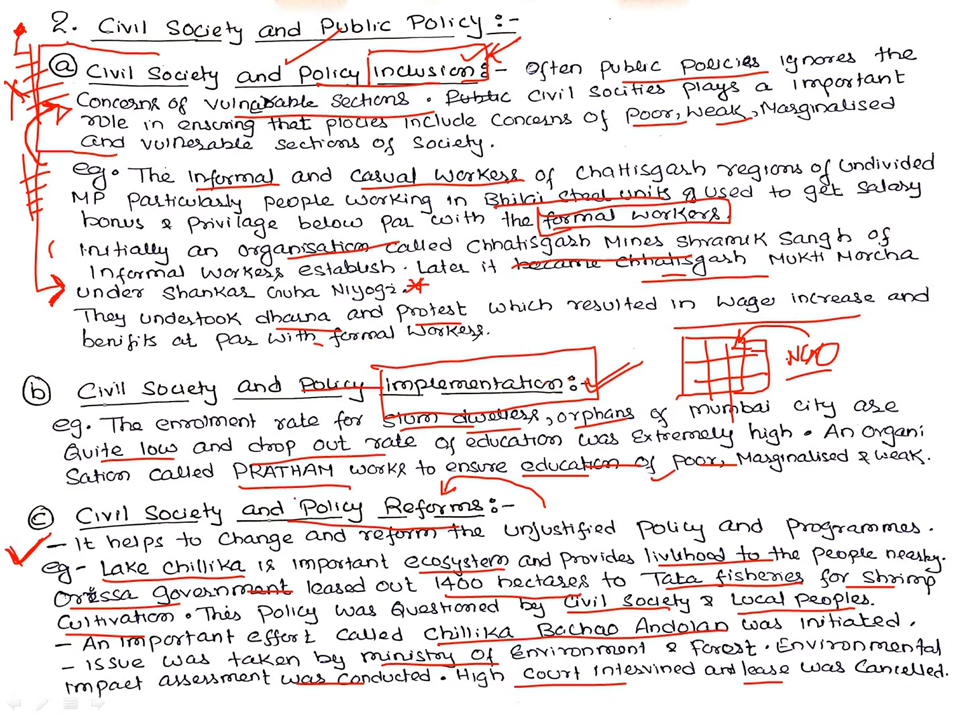 2. Civil Society and Public Policy :-
(a) Civil Society and Policy Inclusion :- Often Public Policies ignores the
Concerns of vulnarable sections. Public Civil Socities plays a important
role in ensuring that plocies include concerns of Poor, Weak, Marginalised
and vulnerable sections of Society.
eg. The Informal and casual workers of Chattisgarh regions of undivided
MP Particularly people working in Bhilai steel units & used to get salary
bonus & Privilage below par with the formal workers
Initially an organisation called Chhatisgarh Mines Shramik Sangh of
Informal workers establish. Later it became Chhatisgash Mukti Morcha
under Shankar Guha Niyogi.
They undertook dharna and Protest which resulted in wage increase and
benifits at par with formal workers.
NGO
(b) Civil Society and Policy Implementation :-
eg. The enrolment rate for slum dwellers, orphans of mumbai city are
Quite low and drop out rate of education was Extremely high. An Organi
sation called PRATHAM works to ensure education of poor, Marginalised & weak.
(c) Civil Society and Policy Reforms :-
- It helps to change and reform the unjustified Policy and Programmes.
eg - Lake Chillika is important ecosystem and Provides livlihood to the people nearby.
Orissa government leased out 1400 hectares to Tata fisheries for Shrimp
Cultivation. This Policy was Questioned by Civil Society & Local Peoples.
- An important effort called Chillika Bachao Andolan was initiated.
- Issue was taken by ministry of Environment & Forest. Environmental
impact assessment was conducted. High Court intervined and lease was Cancelled.